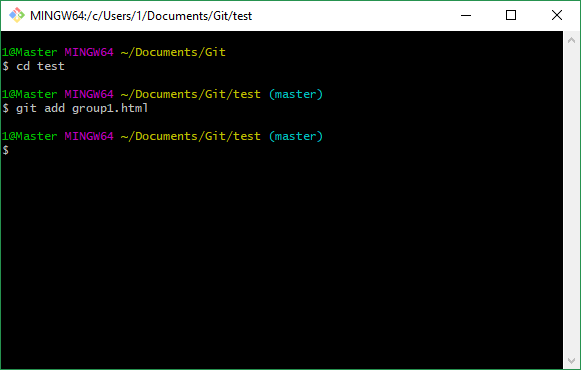 MINGW64:/c/Users/1/Documents/Git/test
1@Master MINGW64 ~/Documents/Git
$ cd test
1@Master MINGW64 ~/Documents/Git/test (master)
$ git add group1.html
1@Master MINGW64 ~/Documents/Git/test (master)
$